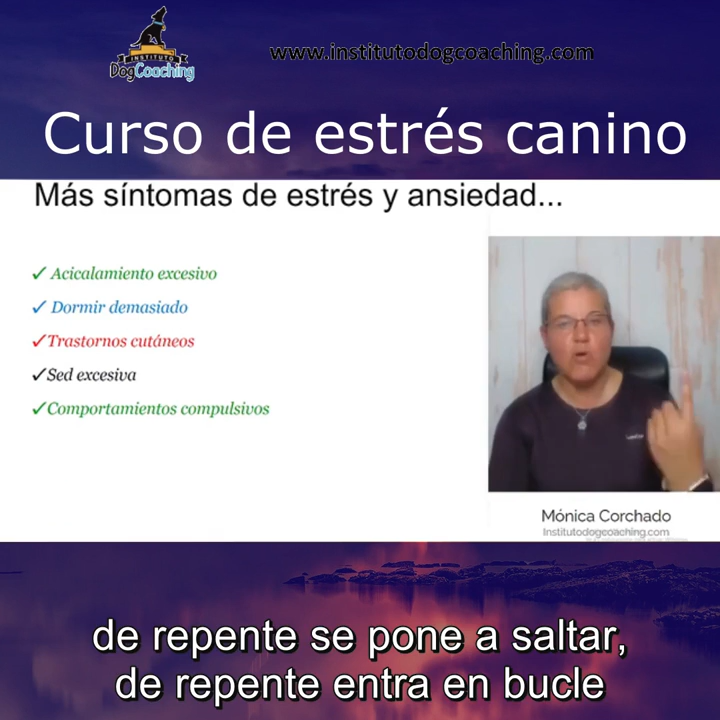 INSTITUTO
DogCoaching
www.institutodogcoaching.com
Curso de estrés canino
Más síntomas de estrés y ansiedad...
✓ Acicalamiento excesivo
✓ Dormir demasiado
✓Trastornos cutáneos
✓Sed excesiva
✓Comportamientos compulsivos
Mónica Corchado
Institutodogcoaching.com
de repente se pone a saltar,
de repente entra en bucle